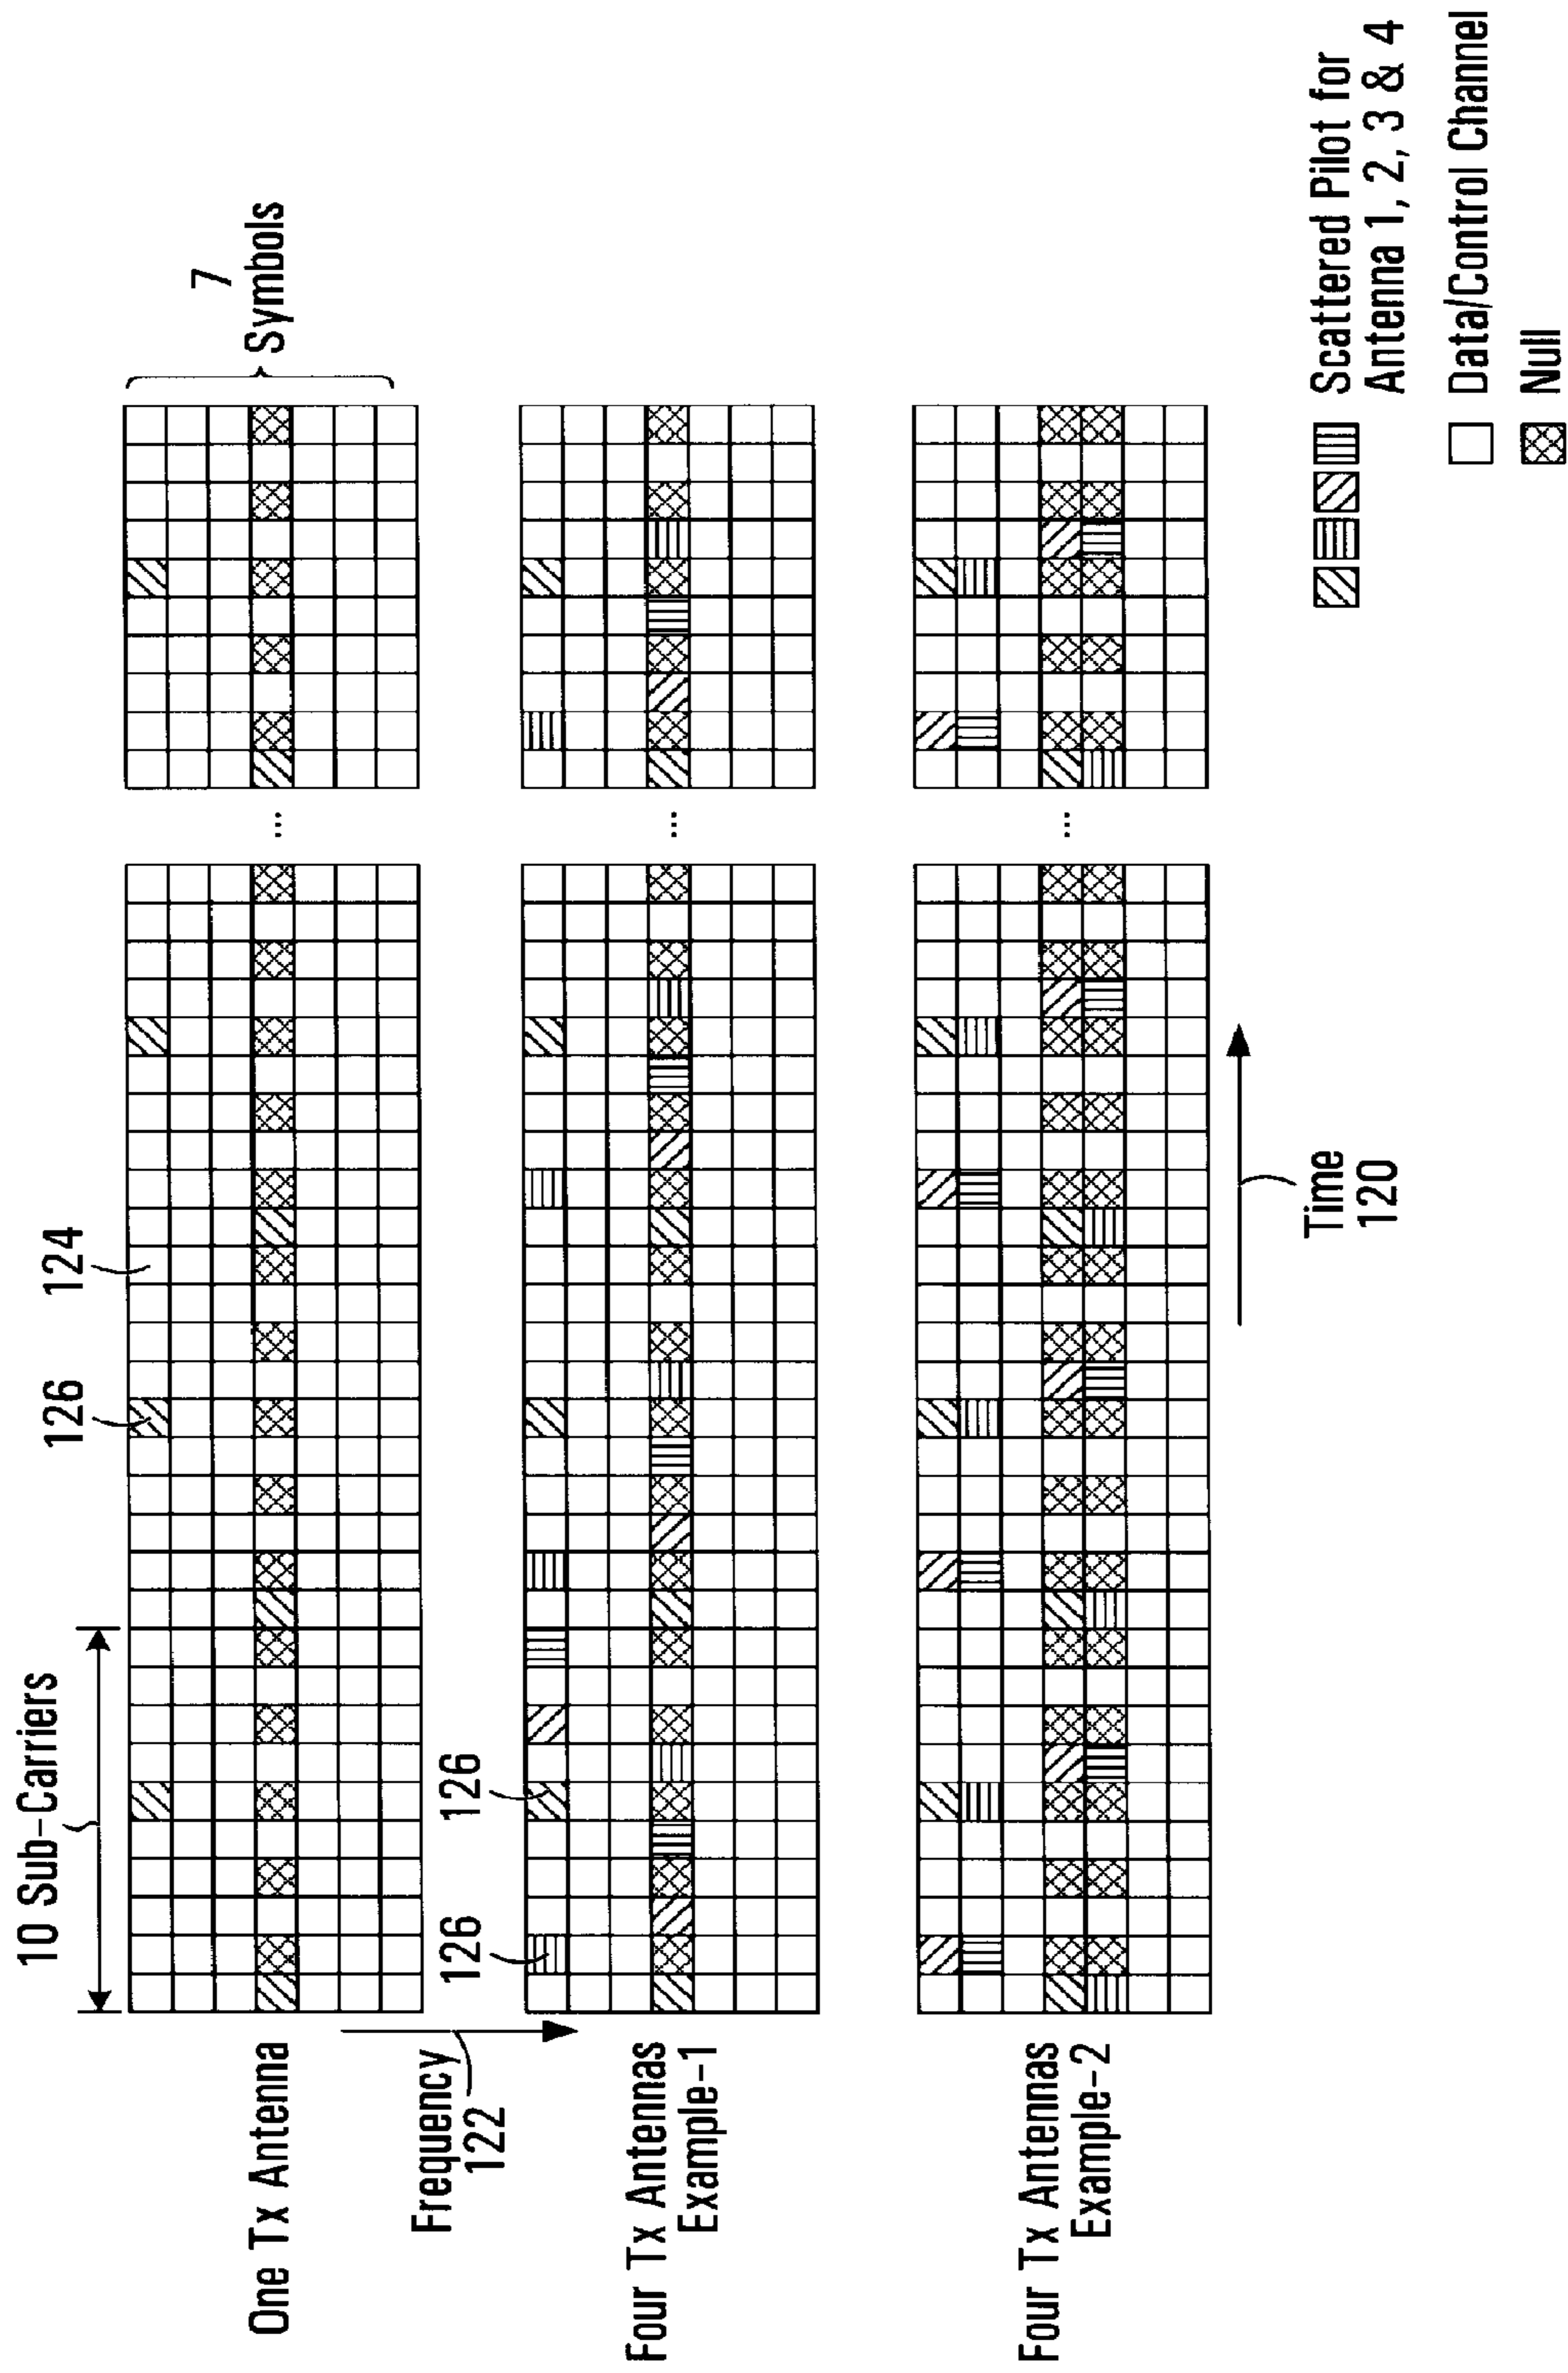 10 Sub-Carriers
126
124
One Tx Antenna
...
7
Symbols
Frequency
122
126
126
Four Tx Antennas
Example-1
...
Four Tx Antennas
Example-2
...
Time
120
Scattered Pilot for
Antenna 1, 2, 3 & 4
Data/Control Channel
Null